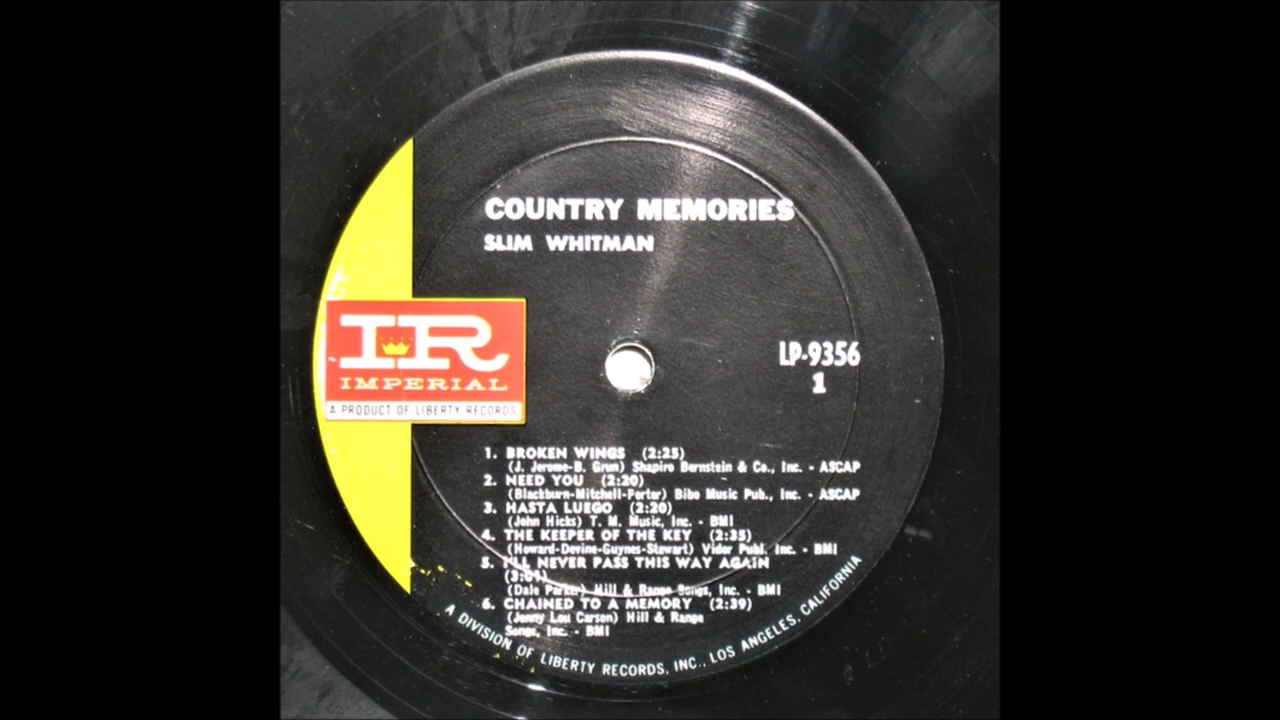 COUNTRY MEMORIES
SLIM WHITMAN
IR
IMPERIAL
A PRODUCT OF LIBERTY RECORDS
LP-9356
1
1. BROKEN WINGS (2:25)
(J. Jerome-B. Grun) Shapiro Bernstein & Co., Inc. - ASCAP
2. NEED YOU (2:20)
(Blackburn-Mitchell-Porter) Bibo Music Pub., Inc. - ASCAP
3. HASTA LUEGO (2:20)
(John Hicks) T. M. Music, Inc. - BMI
4. THE KEEPER OF THE KEY (2:35)
(Howard-Devine-Guynes-Stewart) Vidor Publ. Inc. - BMI
5. I'LL NEVER PASS THIS WAY AGAIN
(3:01)
(Dale Parker) Hill & Range Songs, Inc. - BMI
6. CHAINED TO A MEMORY (2:39)
(Jenny Lou Carson) Hill & Range
Songs, Inc. - BMI
A DIVISION OF LIBERTY RECORDS, INC., LOS ANGELES, CALIFORNIA